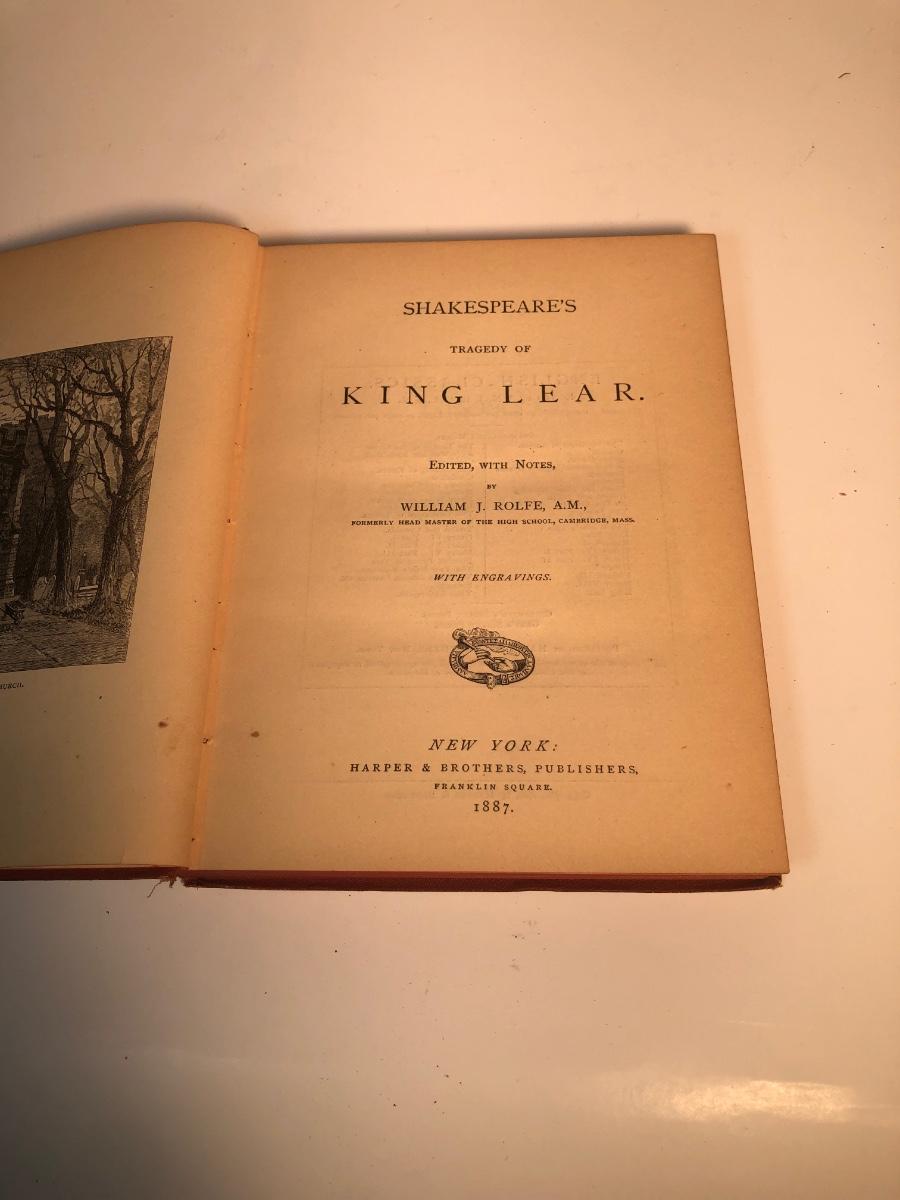 SHAKESPEARE'S
TRAGEDY OF
KING LEAR.
EDITED, WITH NOTES,
BY
WILLIAM J. ROLFE, A.M.,
FORMERLY HEAD MASTER OF THE HIGH SCHOOL, CAMBRIDGE, MASS.
WITH ENGRAVINGS.
NEW YORK:
HARPER & BROTHERS, PUBLISHERS,
FRANKLIN SQUARE.
1887.